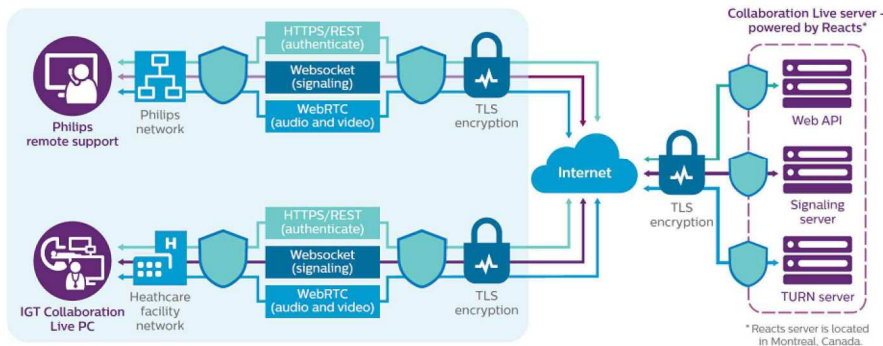 Collaboration Live server -
powered by Reacts*
HTTPS/REST
(authenticate)
Websocket
(signaling)
WebRTC
(audio and video)
Philips
remote support
Philips
network
TLS
encryption
Internet
TLS
encryption
Web API
Signaling
server
TURN server
HTTPS/REST
(authenticate)
Websocket
(signaling)
WebRTC
(audio and video)
H
IGT Collaboration
Live PC
Heathcare
facility
network
TLS
encryption
* Reacts server is located
in Montreal, Canada.